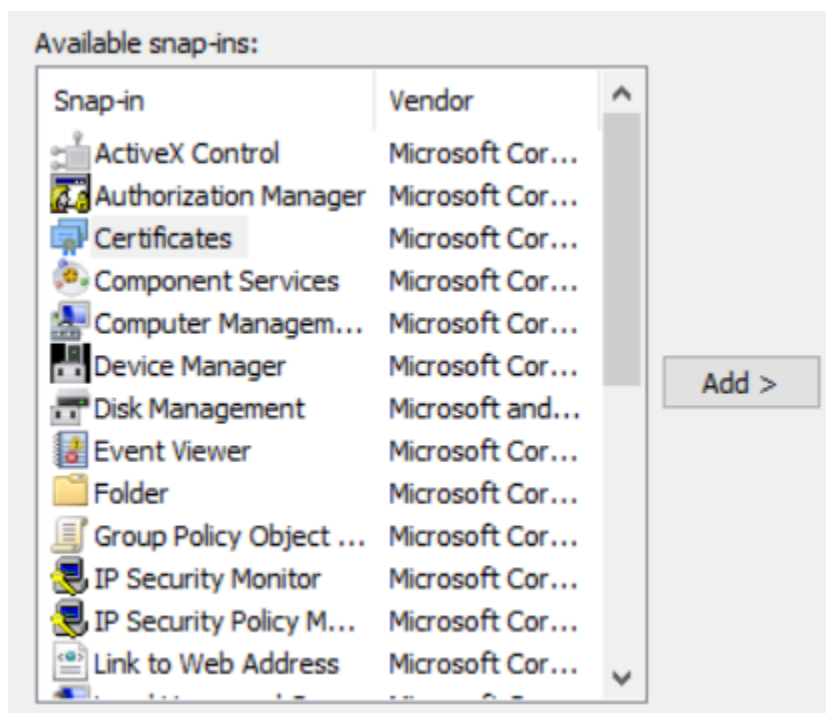 Available snap-ins:
Snap-in Vendor
ActiveX Control Microsoft Cor...
Authorization Manager Microsoft Cor...
Certificates Microsoft Cor...
Component Services Microsoft Cor...
Computer Managem... Microsoft Cor...
Device Manager Microsoft Cor...
Add >
Disk Management Microsoft and...
Event Viewer Microsoft Cor...
Folder Microsoft Cor...
Group Policy Object ... Microsoft Cor...
IP Security Monitor Microsoft Cor...
IP Security Policy M... Microsoft Cor...
Link to Web Address Microsoft Cor...